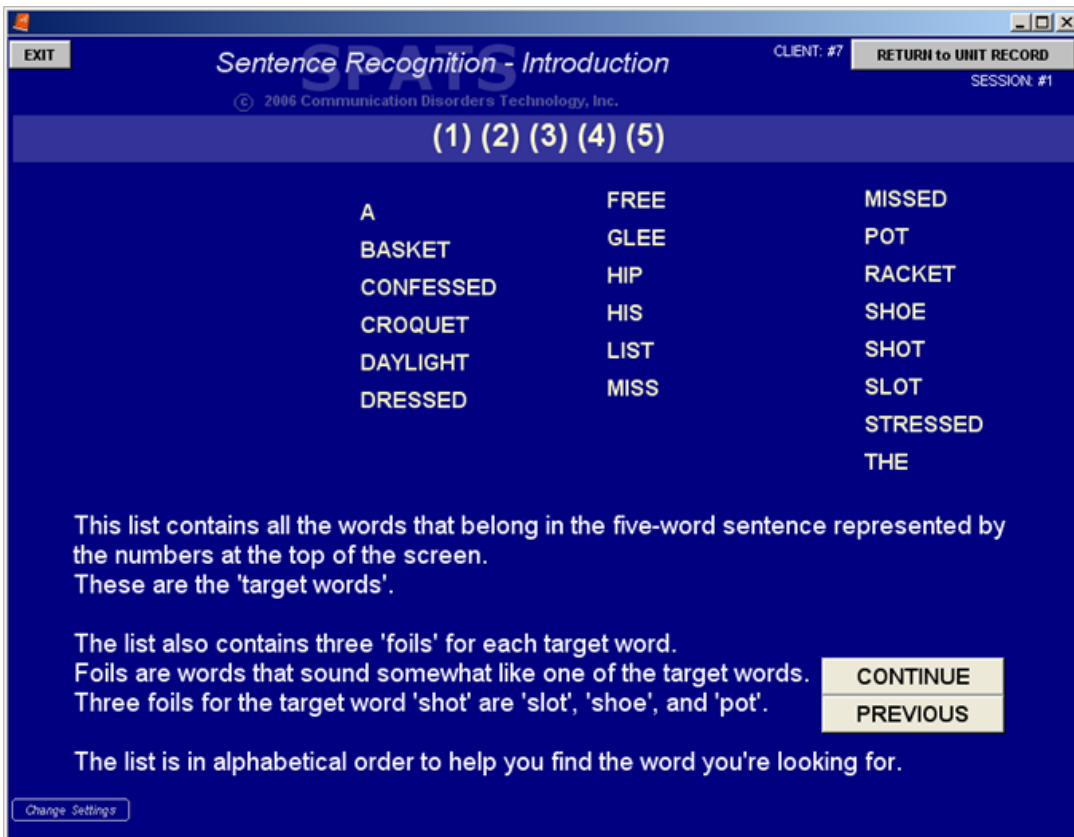 EXIT
SPATS
Sentence Recognition - Introduction
CLIENT: #7
RETURN to UNIT RECORD
SESSION: #1
© 2006 Communication Disorders Technology, Inc.
(1) (2) (3) (4) (5)
A
BASKET
CONFESSED
CROQUET
DAYLIGHT
DRESSED
FREE
GLEE
HIP
HIS
LIST
MISS
MISSED
POT
RACKET
SHOE
SHOT
SLOT
STRESSED
THE
This list contains all the words that belong in the five-word sentence represented by
the numbers at the top of the screen.
These are the 'target words'.
The list also contains three 'foils' for each target word.
Foils are words that sound somewhat like one of the target words.
Three foils for the target word 'shot' are 'slot', 'shoe', and 'pot'.
The list is in alphabetical order to help you find the word you're looking for.
CONTINUE
PREVIOUS
Change Settings